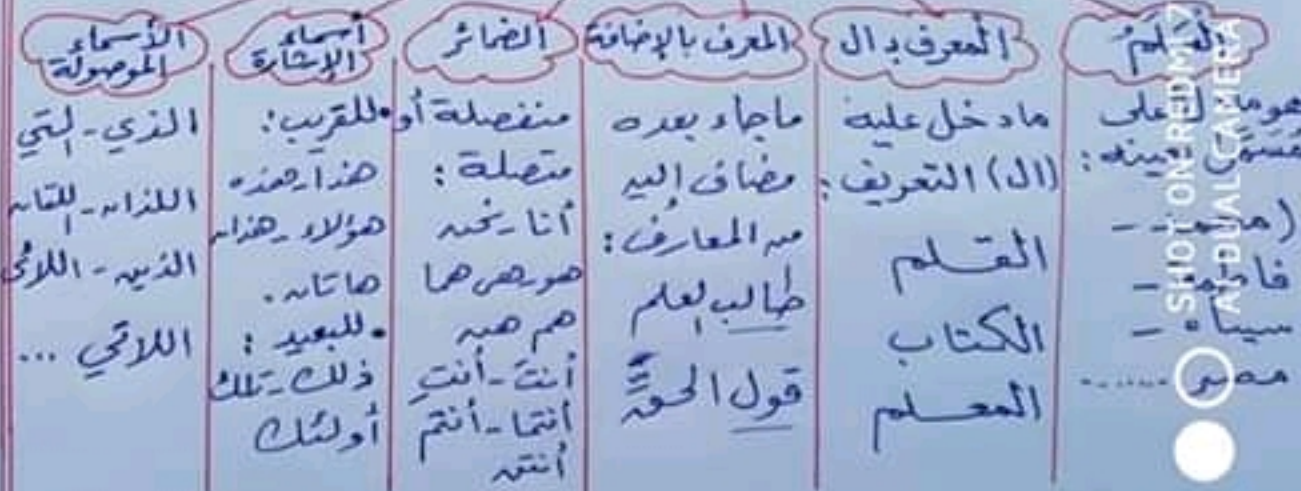 العَلَمُ
هو ما دل على
مسمى بعينه:
(محمد -
فاطمة -
سيناء -
مصر ......
المعرف بـ ال
ما دخل عليه
(ال) التعريف:
القلم
الكتاب
المعلم
المعرف بالإضافة
ما جاء بعده
مضاف إليه
من المعارف:
طالب العلم
قول الحق
الضمائر
منفصلة أو
متصلة:
أنا - نحن
هو - هي هما
هم هن
أنتَ - أنتِ
أنتما - أنتم
أنتن
أسماء
الإشارة
• للقريب:
هذا - هذه
هؤلاء - هذان
هاتان.
• للبعيد:
ذلك - تلك
أولئك
الأسماء
الموصولة
الذي - التي
اللذان - اللتان
الذين - اللائي
اللاتي ...
SHOT ON REDMI 7
AI DUAL CAMERA